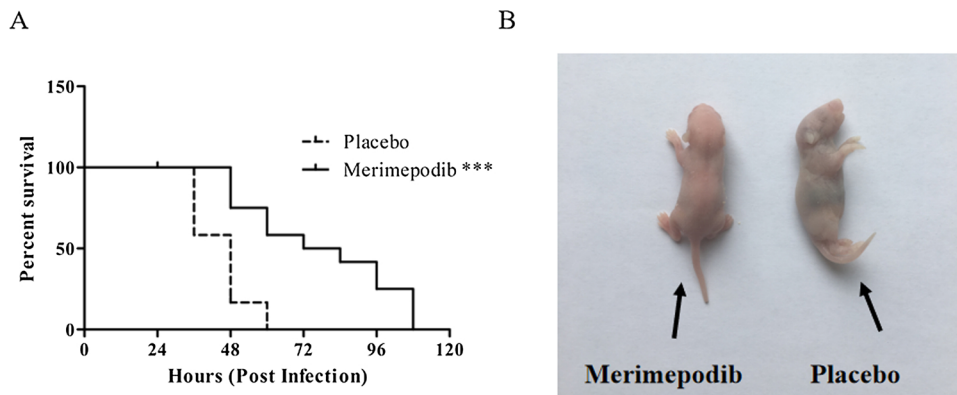 A
B
150
100
50
0
Percent survival
Placebo
Merimepodib ***
0 24 48 72 96 120
Hours (Post Infection)
Merimepodib Placebo